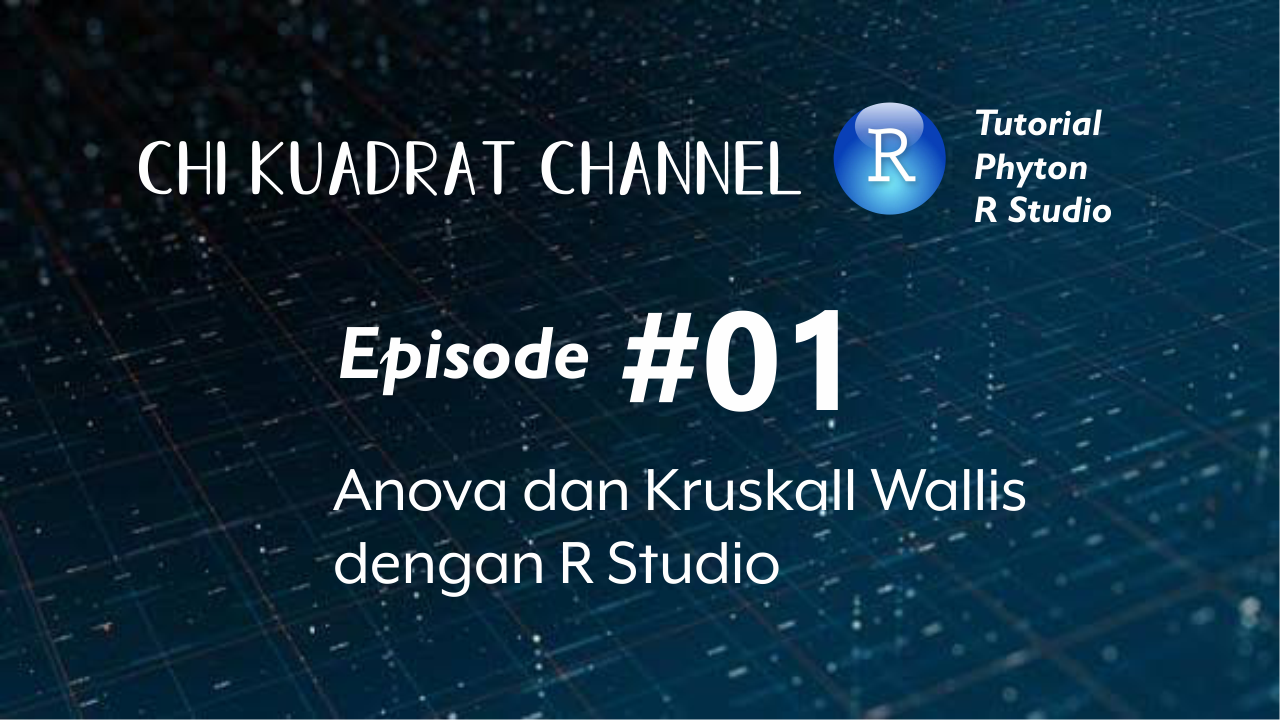 CHI KUADRAT CHANNEL
R
Tutorial
Phyton
R Studio
Episode #01
Anova dan Kruskall Wallis
dengan R Studio